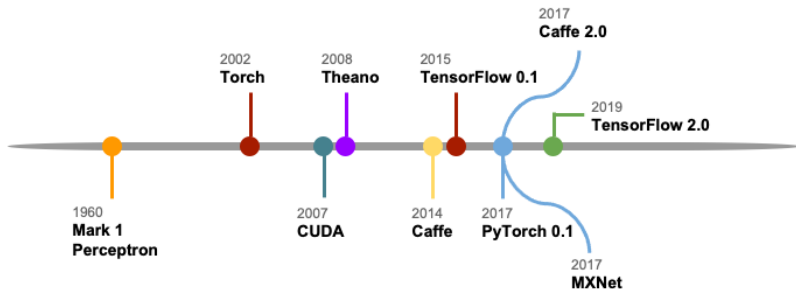 2017
Caffe 2.0
2002
Torch
2008
Theano
2015
TensorFlow 0.1
2019
TensorFlow 2.0
1960
Mark 1
Perceptron
2007
CUDA
2014
Caffe
2017
PyTorch 0.1
2017
MXNet